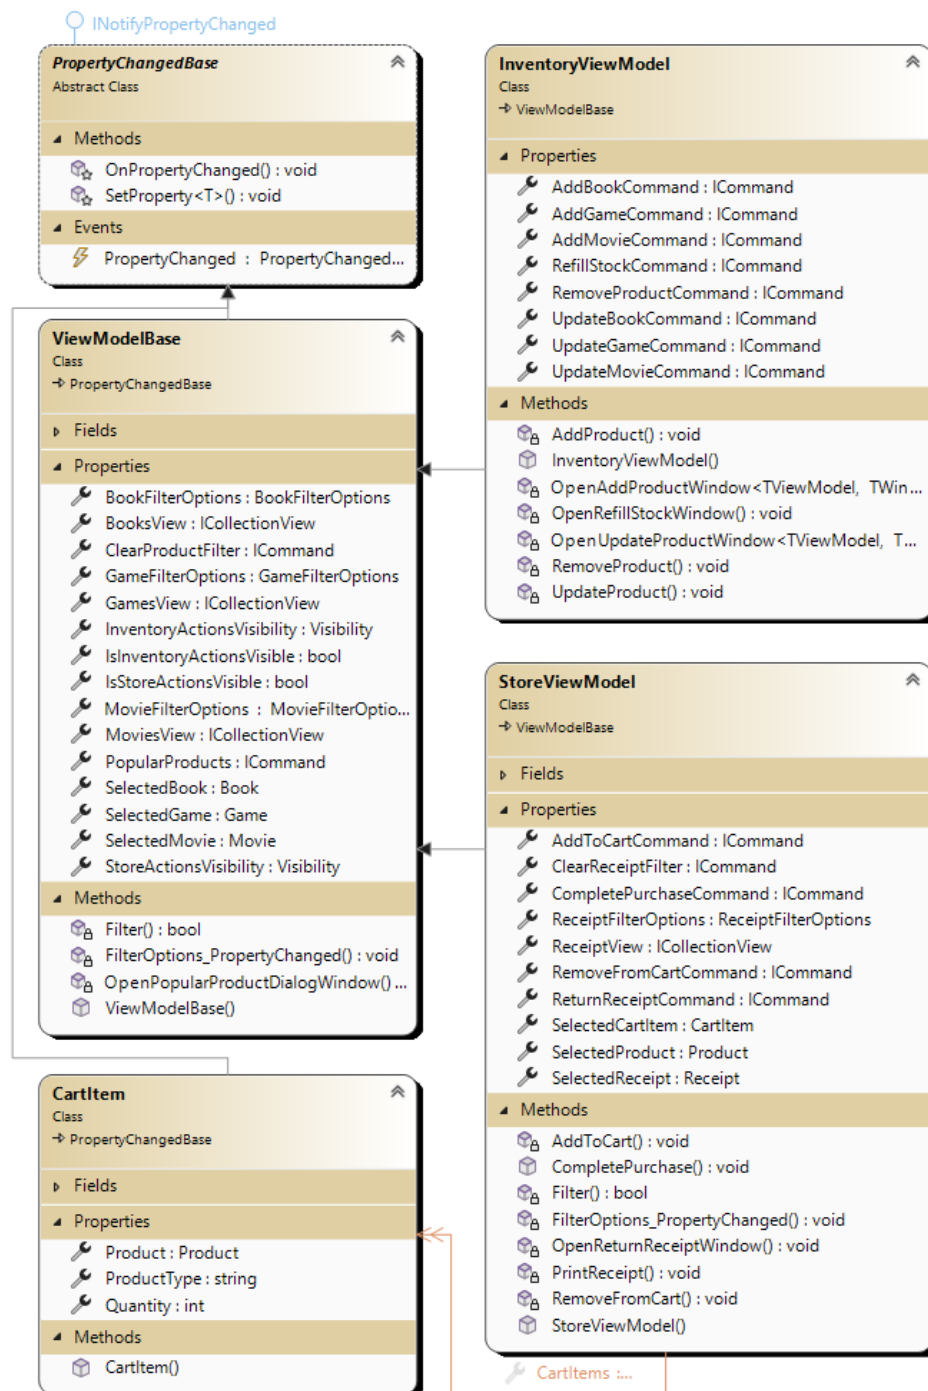 INotifyPropertyChanged
PropertyChangedBase
Abstract Class
Methods
OnPropertyChanged() : void
SetProperty<T>() : void
Events
PropertyChanged : PropertyChanged...
ViewModelBase
Class
PropertyChangedBase
Fields
Properties
BookFilterOptions : BookFilterOptions
BooksView : ICollectionView
ClearProductFilter : ICommand
GameFilterOptions : GameFilterOptions
GamesView : ICollectionView
InventoryActionsVisibility : Visibility
IsInventoryActionsVisible : bool
IsStoreActionsVisible : bool
MovieFilterOptions : MovieFilterOptio...
MoviesView : ICollectionView
PopularProducts : ICommand
SelectedBook : Book
SelectedGame : Game
SelectedMovie : Movie
StoreActionsVisibility : Visibility
Methods
Filter() : bool
FilterOptions_PropertyChanged() : void
OpenPopularProductDialogWindow() ...
ViewModelBase()
CartItem
Class
PropertyChangedBase
Fields
Properties
Product : Product
ProductType : string
Quantity : int
Methods
CartItem()
InventoryViewModel
Class
ViewModelBase
Properties
AddBookCommand : ICommand
AddGameCommand : ICommand
AddMovieCommand : ICommand
RefillStockCommand : ICommand
RemoveProductCommand : ICommand
UpdateBookCommand : ICommand
UpdateGameCommand : ICommand
UpdateMovieCommand : ICommand
Methods
AddProduct() : void
InventoryViewModel()
OpenAddProductWindow<TViewModel, TWin...
OpenRefillStockWindow() : void
OpenUpdateProductWindow<TViewModel, T...
RemoveProduct() : void
UpdateProduct() : void
StoreViewModel
Class
ViewModelBase
Fields
Properties
AddToCartCommand : ICommand
ClearReceiptFilter : ICommand
CompletePurchaseCommand : ICommand
ReceiptFilterOptions : ReceiptFilterOptions
ReceiptView : ICollectionView
RemoveFromCartCommand : ICommand
ReturnReceiptCommand : ICommand
SelectedCartItem : CartItem
SelectedProduct : Product
SelectedReceipt : Receipt
Methods
AddToCart() : void
CompletePurchase() : void
Filter() : bool
FilterOptions_PropertyChanged() : void
OpenReturnReceiptWindow() : void
PrintReceipt() : void
RemoveFromCart() : void
StoreViewModel()
CartItems :...